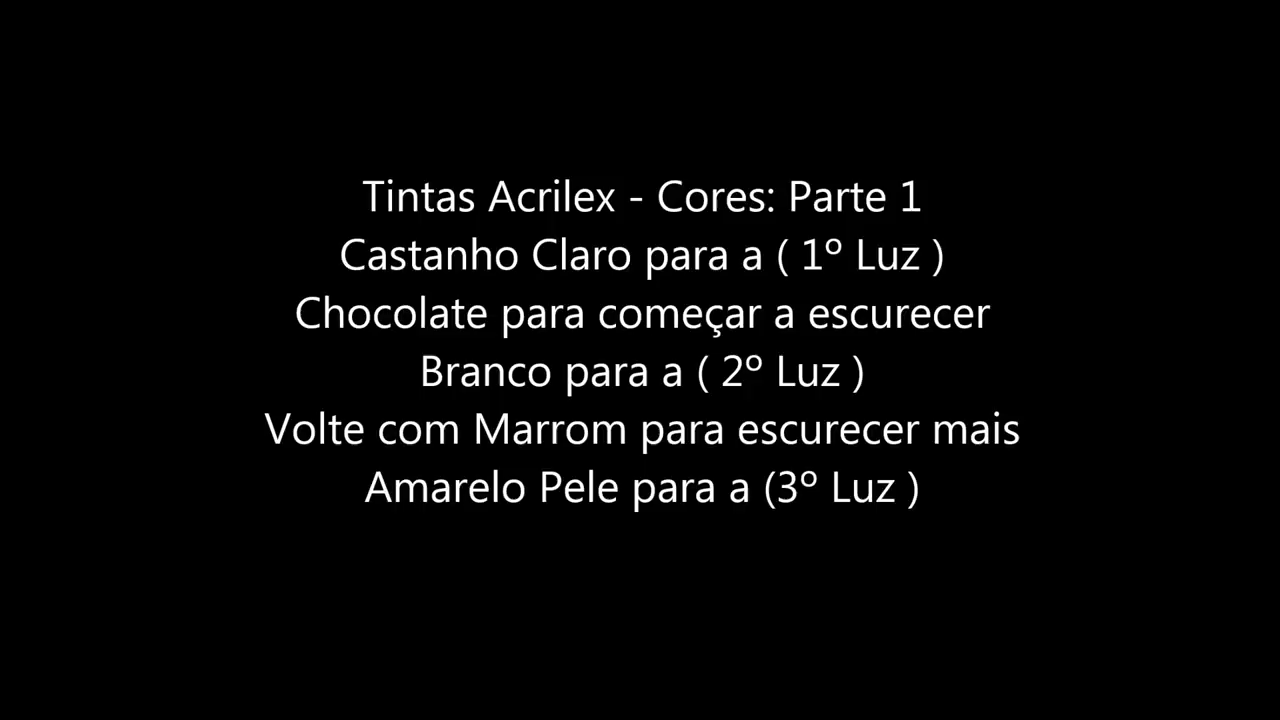 Tintas Acrilex - Cores: Parte 1
Castanho Claro para a ( 1º Luz )
Chocolate para começar a escurecer
Branco para a ( 2º Luz )
Volte com Marrom para escurecer mais
Amarelo Pele para a (3º Luz )